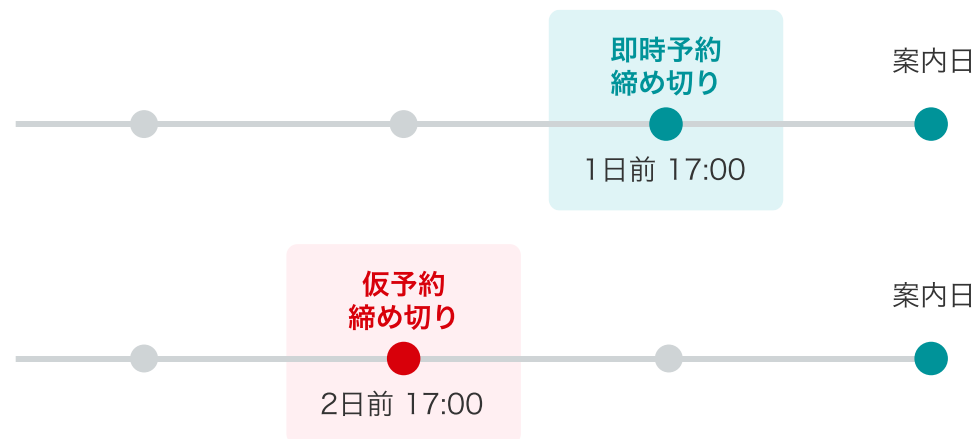 即時予約
締め切り
案内日
1日前 17:00
仮予約
締め切り
案内日
2日前 17:00